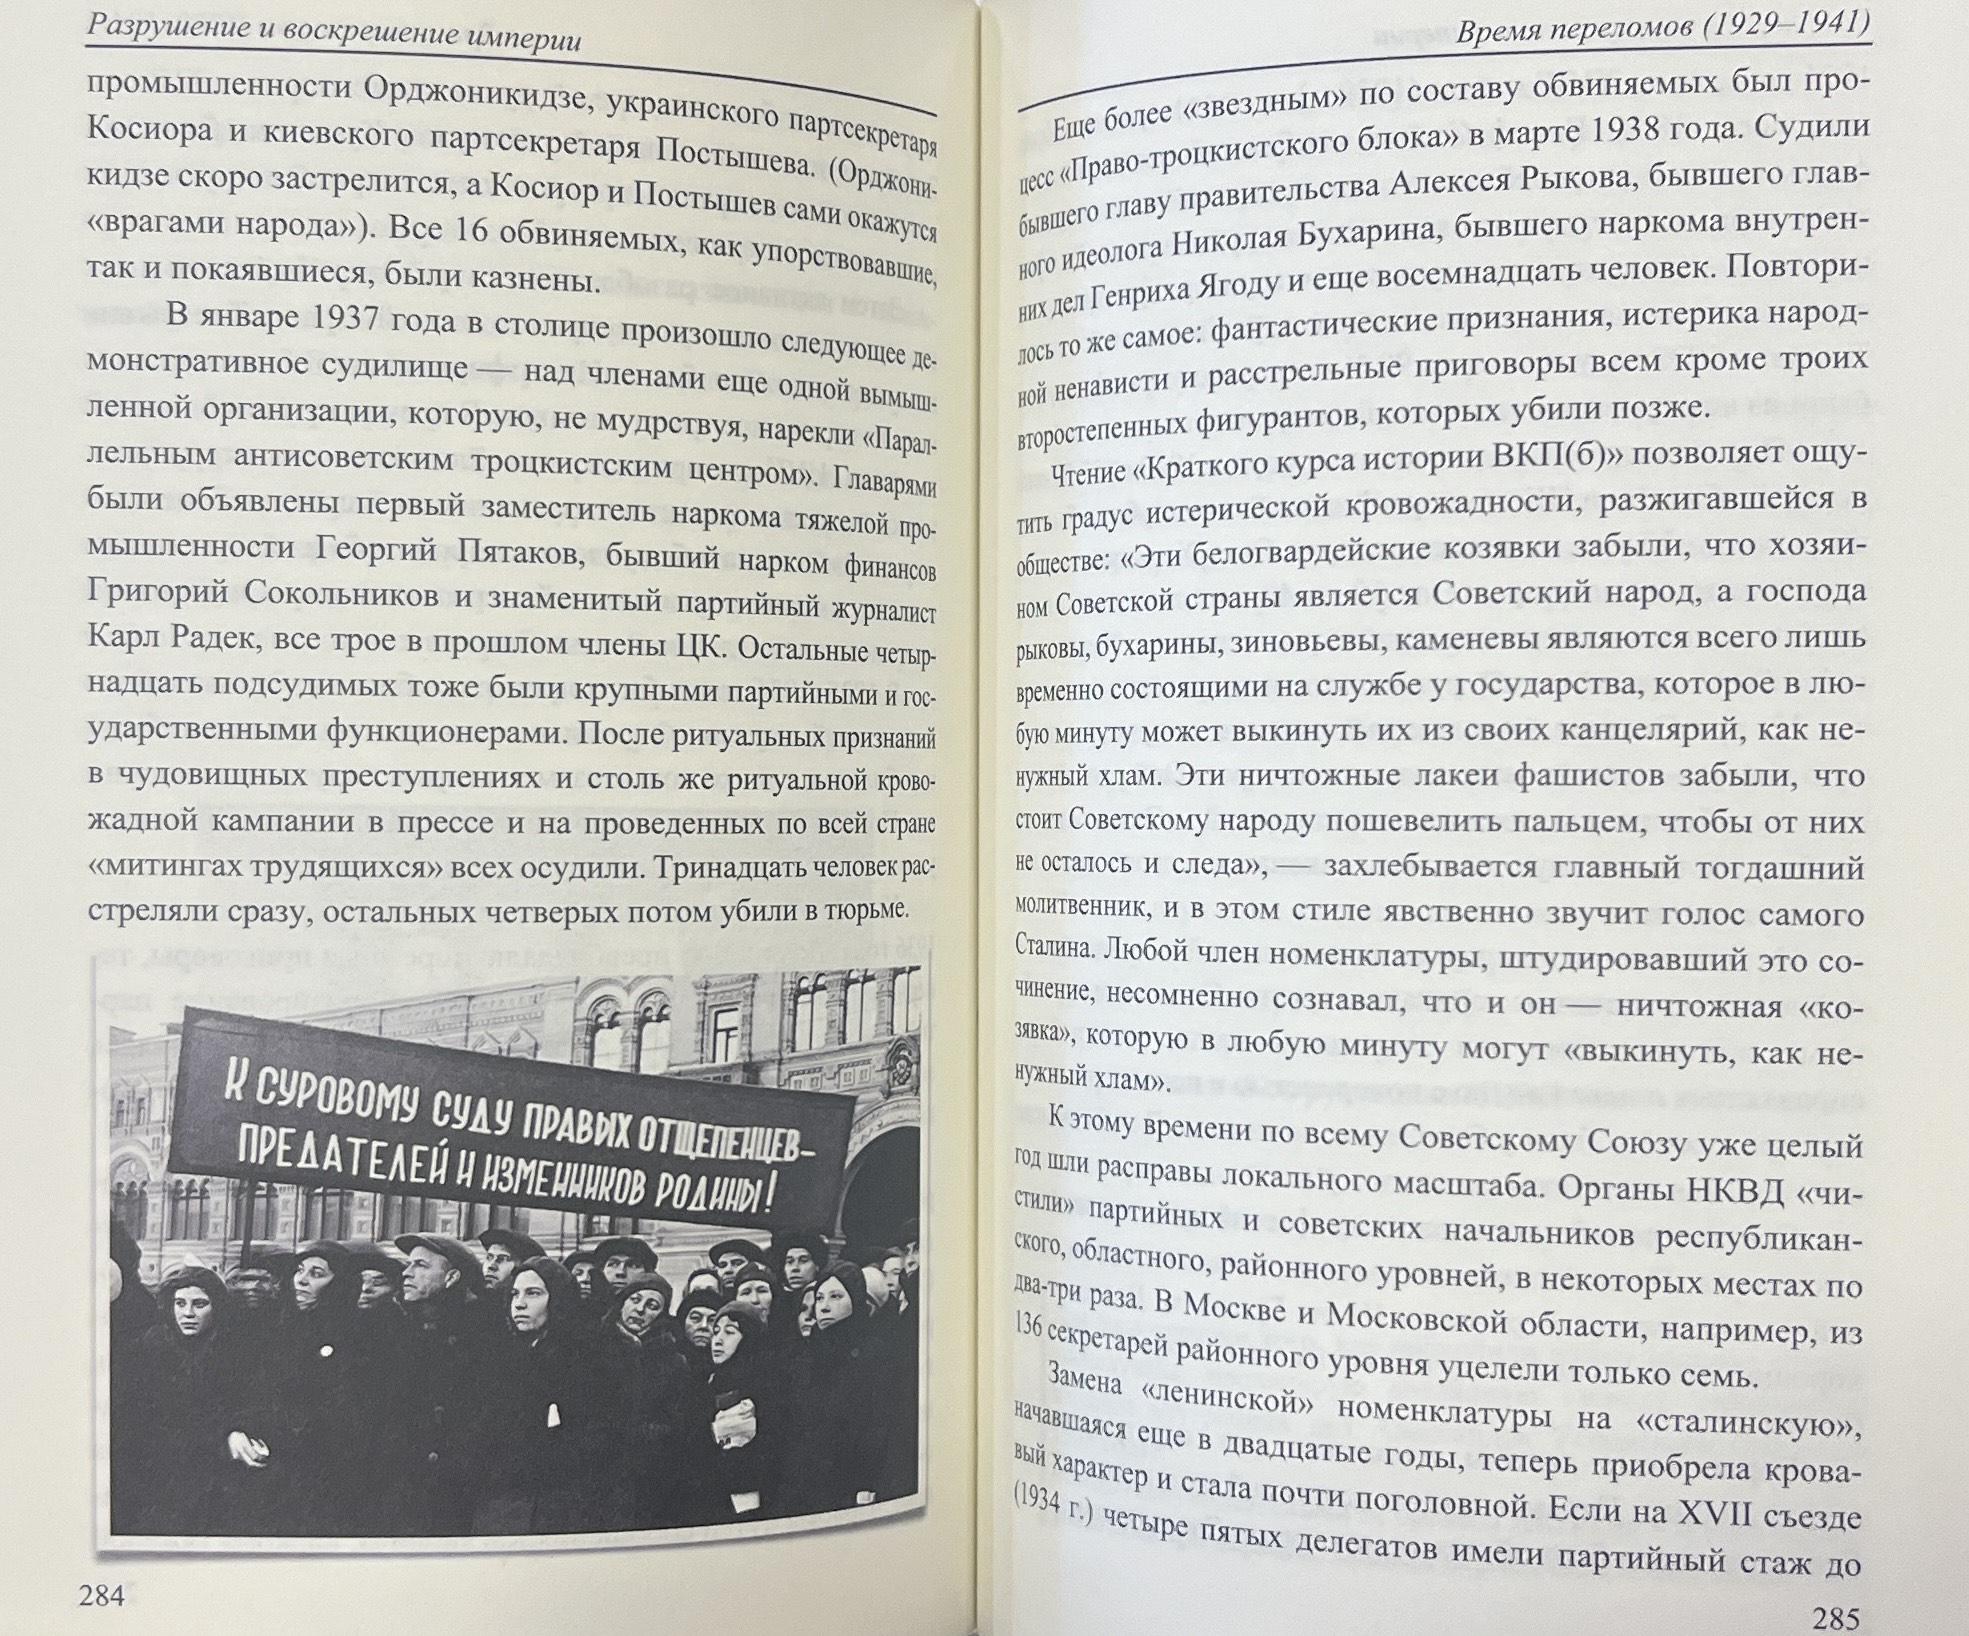 Разрушение и воскрешение империи
промышленности Орджоникидзе, украинского партсекретаря
Косиора и киевского партсекретаря Постышева. (Орджони-
кидзе скоро застрелится, а Косиор и Постышев сами окажутся
«врагами народа»). Все 16 обвиняемых, как упорствовавшие,
так и покаявшиеся, были казнены.
В январе 1937 года в столице произошло следующее де-
монстративное судилище — над членами еще одной вымыш-
ленной организации, которую, не мудрствуя, нарекли «Парал-
лельным антисоветским троцкистским центром». Главарями
были объявлены первый заместитель наркома тяжелой про-
мышленности Георгий Пятаков, бывший нарком финансов
Григорий Сокольников и знаменитый партийный журналист
Карл Радек, все трое в прошлом члены ЦК. Остальные четыр-
надцать подсудимых тоже были крупными партийными и гос-
ударственными функционерами. После ритуальных признаний
в чудовищных преступлениях и столь же ритуальной крово-
жадной кампании в прессе и на проведенных по всей стране
«митингах трудящихся» всех осудили. Тринадцать человек рас-
стреляли сразу, остальных четверых потом убили в тюрьме.
К СУРОВОМУ СУДУ ПРАВЫХ ОТЩЕПЕНЦЕВ–
ПРЕДАТЕЛЕЙ И ИЗМЕННИКОВ РОДИНЫ!
284
Время переломов (1929–1941)
Еще более «звездным» по составу обвиняемых был про-
цесс «Право-троцкистского блока» в марте 1938 года. Судили
бывшего главу правительства Алексея Рыкова, бывшего глав-
ного идеолога Николая Бухарина, бывшего наркома внутрен-
них дел Генриха Ягоду и еще восемнадцать человек. Повтори-
лось то же самое: фантастические признания, истерика народ-
ной ненависти и расстрельные приговоры всем кроме троих
второстепенных фигурантов, которых убили позже.
Чтение «Краткого курса истории ВКП(б)» позволяет ощу-
тить градус истерической кровожадности, разжигавшейся в
обществе: «Эти белогвардейские козявки забыли, что хозяи-
ном Советской страны является Советский народ, а господа
рыковы, бухарины, зиновьевы, каменевы являются всего лишь
временно состоящими на службе у государства, которое в лю-
бую минуту может выкинуть их из своих канцелярий, как не-
нужный хлам. Эти ничтожные лакеи фашистов забыли, что
стоит Советскому народу пошевелить пальцем, чтобы от них
не осталось и следа», — захлебывается главный тогдашний
молитвенник, и в этом стиле явственно звучит голос самого
Сталина. Любой член номенклатуры, штудировавший это со-
чинение, несомненно сознавал, что и он — ничтожная «ко-
зявка», которую в любую минуту могут «выкинуть, как не-
нужный хлам».
К этому времени по всему Советскому Союзу уже целый
год шли расправы локального масштаба. Органы НКВД «чи-
стили» партийных и советских начальников республикан-
ского, областного, районного уровней, в некоторых местах по
два-три раза. В Москве и Московской области, например, из
136 секретарей районного уровня уцелели только семь.
Замена «ленинской» номенклатуры на «сталинскую»,
начавшаяся еще в двадцатые годы, теперь приобрела крова-
вый характер и стала почти поголовной. Если на XVII съезде
(1934 г.) четыре пятых делегатов имели партийный стаж до
285